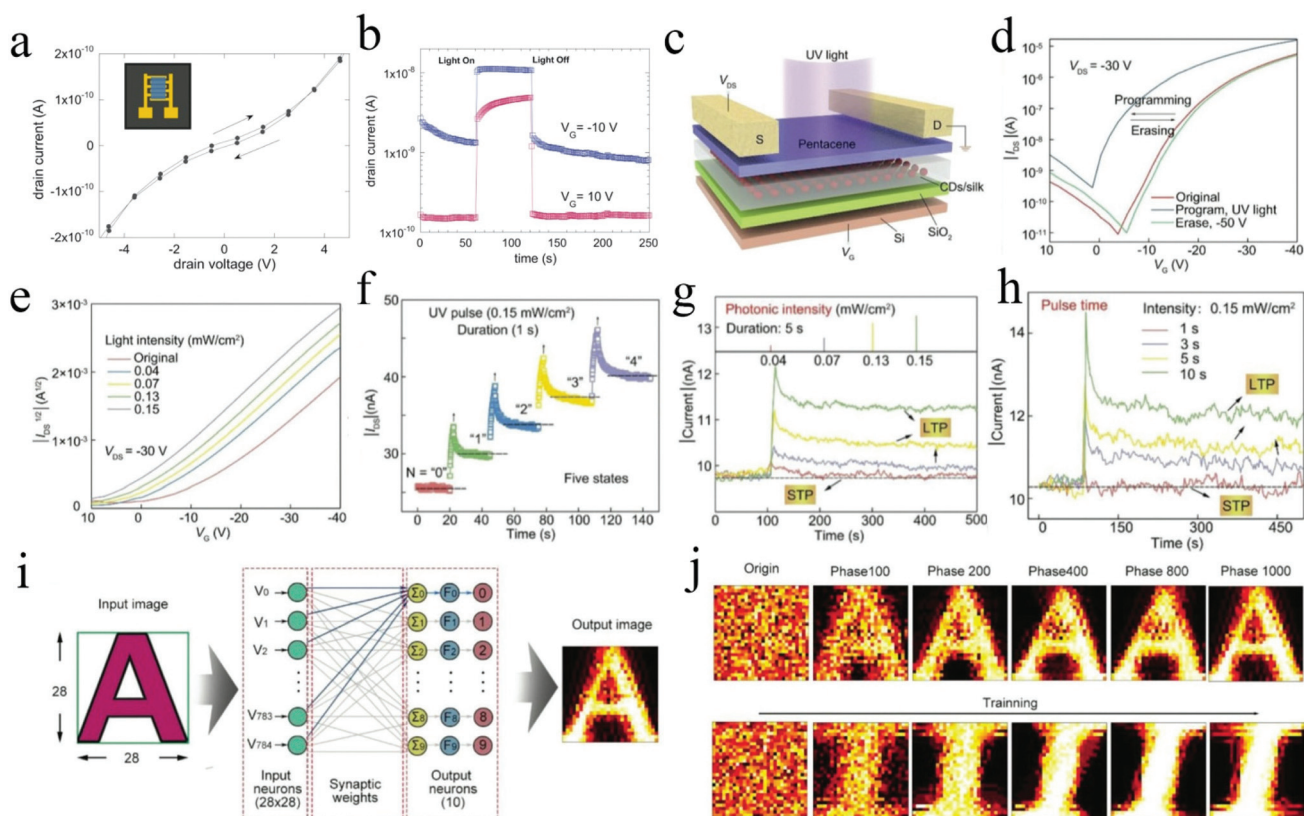 a
2x10⁻¹⁰
1x10⁻¹⁰
0
-1x10⁻¹⁰
-2x10⁻¹⁰
drain current (A)
-4 -2 0 2 4
drain voltage (V)
b
Light On Light Off
1x10⁻⁸
1x10⁻⁹
1x10⁻¹⁰
drain current (A)
V_G = -10 V
V_G = 10 V
0 50 100 150 200 250
time (s)
c
UV light
V_DS
S
D
Pentacene
CDs/silk
SiO₂
Si
V_G
d
10⁻⁵
10⁻⁶
10⁻⁷
10⁻⁸
10⁻⁹
10⁻¹⁰
10⁻¹¹
|I_DS|(A)
V_DS = -30 V
Programming
Erasing
Original
Program, UV light
Erase, -50 V
10 0 -10 -20 -30 -40
V_G (V)
e
3×10⁻³
2×10⁻³
1×10⁻³
0
|I_DS^1/2|(A^1/2)
Light intensity (mW/cm²)
Original
0.04
0.07
0.13
0.15
V_DS = -30 V
10 0 -10 -20 -30 -40
V_G (V)
f
50
40
30
|I_DS|(nA)
UV pulse (0.15 mW/cm²)
Duration (1 s)
N = "0"
"1"
"2"
"3"
"4"
Five states
0 20 40 60 80 100 120 140
Time (s)
g
Photonic intensity (mW/cm²)
Duration: 5 s
0.04 0.07 0.13 0.15
13
12
11
10
|Current|(nA)
LTP
STP
0 100 200 300 400 500
Time (s)
h
Pulse time
Intensity: 0.15 mW/cm²
1 s
3 s
5 s
10 s
14
12
10
|Current|(nA)
LTP
STP
0 150 300 450
Time (s)
i
Input image
28
28
V₀
V₁
V₂
V₇₈₃
V₇₈₄
Σ₀ F₀ 0
Σ₁ F₁ 1
Σ₂ F₂ 2
Σ₈ F₈ 8
Σ₉ F₉ 9
Input neurons (28x28)
Synaptic weights
Output neurons (10)
Output image
j
Origin Phase100 Phase 200 Phase400 Phase 800 Phase 1000
Trainning